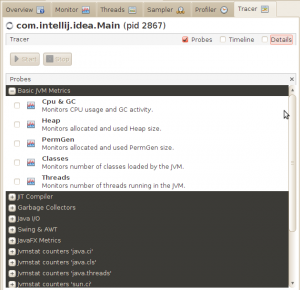 Overview Monitor Threads Sampler Profiler Tracer
com.intellij.idea.Main (pid 2867)
Tracer Probes Timeline Details
Start Stop
Probes
Basic JVM Metrics
Cpu & GC
Monitors CPU usage and GC activity.
Heap
Monitors allocated and used Heap size.
PermGen
Monitors allocated and used PermGen size.
Classes
Monitors number of classes loaded by the JVM.
Threads
Monitors number of threads running in the JVM.
JIT Compiler
Garbage Collectors
Java I/O
Swing & AWT
JavaFX Metrics
Jvmstat counters 'java.ci'
Jvmstat counters 'java.cls'
Jvmstat counters 'java.threads'
Jvmstat counters 'sun.ci'